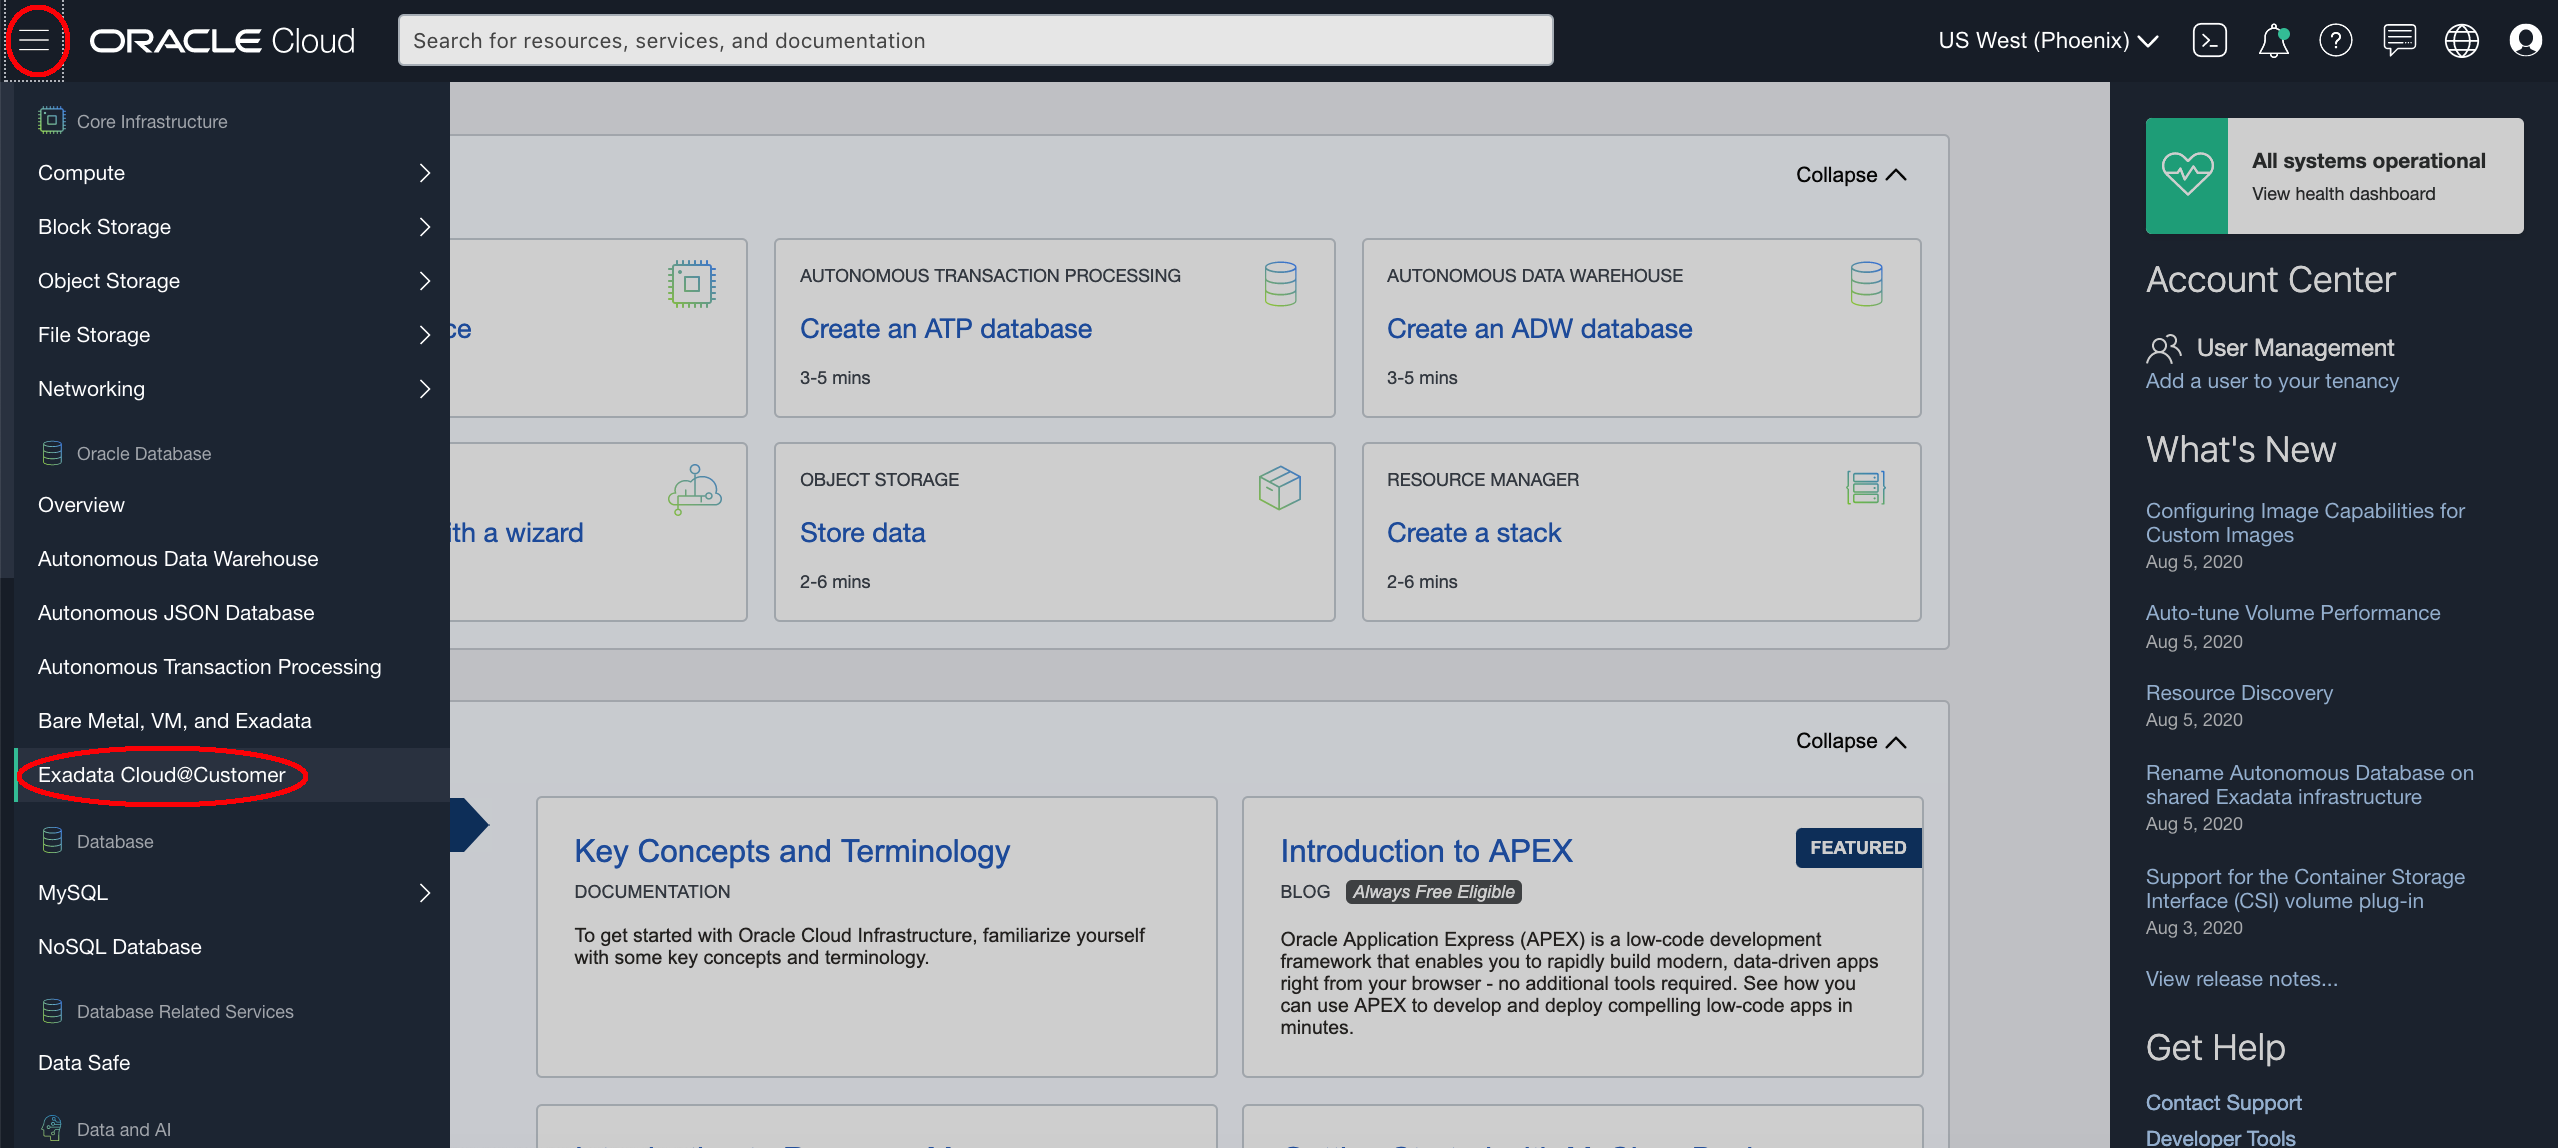 ORACLE Cloud
Search for resources, services, and documentation
US West (Phoenix)
Core Infrastructure
Compute
Block Storage
Object Storage
File Storage
Networking
Oracle Database
Overview
Autonomous Data Warehouse
Autonomous JSON Database
Autonomous Transaction Processing
Bare Metal, VM, and Exadata
Exadata Cloud@Customer
Database
MySQL
NoSQL Database
Database Related Services
Data Safe
Data and AI
Collapse
AUTONOMOUS TRANSACTION PROCESSING
Create an ATP database
3-5 mins
AUTONOMOUS DATA WAREHOUSE
Create an ADW database
3-5 mins
ith a wizard
OBJECT STORAGE
Store data
2-6 mins
RESOURCE MANAGER
Create a stack
2-6 mins
Collapse
Key Concepts and Terminology
DOCUMENTATION
To get started with Oracle Cloud Infrastructure, familiarize yourself
with some key concepts and terminology.
Introduction to APEX
FEATURED
BLOG Always Free Eligible
Oracle Application Express (APEX) is a low-code development
framework that enables you to rapidly build modern, data-driven apps
right from your browser - no additional tools required. See how you
can use APEX to develop and deploy compelling low-code apps in
minutes.
All systems operational
View health dashboard
Account Center
User Management
Add a user to your tenancy
What's New
Configuring Image Capabilities for
Custom Images
Aug 5, 2020
Auto-tune Volume Performance
Aug 5, 2020
Resource Discovery
Aug 5, 2020
Rename Autonomous Database on
shared Exadata infrastructure
Aug 5, 2020
Support for the Container Storage
Interface (CSI) volume plug-in
Aug 3, 2020
View release notes...
Get Help
Contact Support
Developer Tools